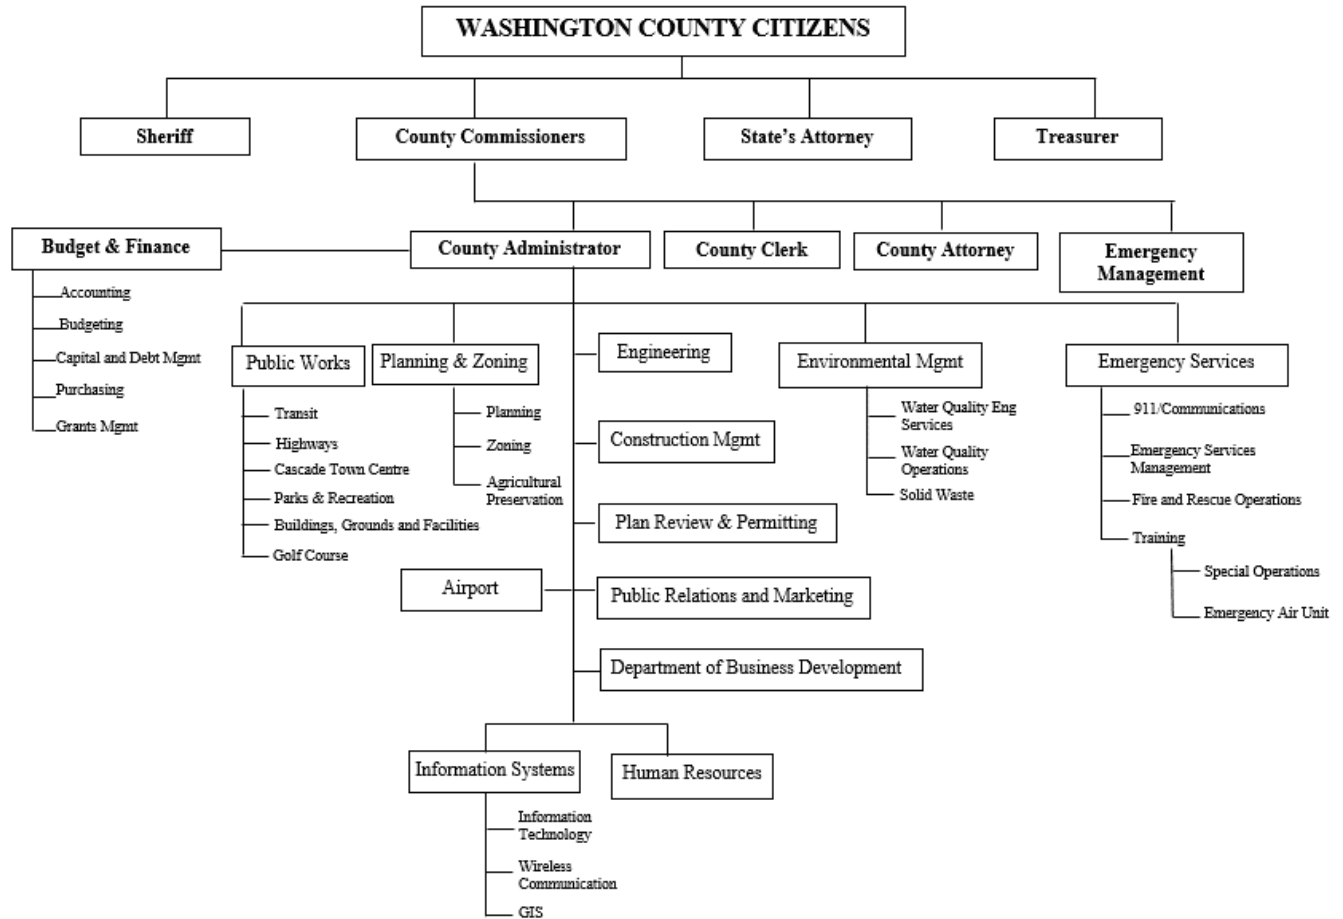 WASHINGTON COUNTY CITIZENS
Sheriff
County Commissioners
State’s Attorney
Treasurer
Budget & Finance
County Administrator
County Clerk
County Attorney
Emergency
Management
Accounting
Budgeting
Capital and Debt Mgmt
Purchasing
Grants Mgmt
Public Works
Transit
Highways
Cascade Town Centre
Parks & Recreation
Buildings, Grounds and Facilities
Golf Course
Planning & Zoning
Planning
Zoning
Agricultural
Preservation
Engineering
Construction Mgmt
Plan Review & Permitting
Airport
Public Relations and Marketing
Department of Business Development
Environmental Mgmt
Water Quality Eng
Services
Water Quality
Operations
Solid Waste
Emergency Services
911/Communications
Emergency Services
Management
Fire and Rescue Operations
Training
Special Operations
Emergency Air Unit
Information Systems
Information
Technology
Wireless
Communication
GIS
Human Resources